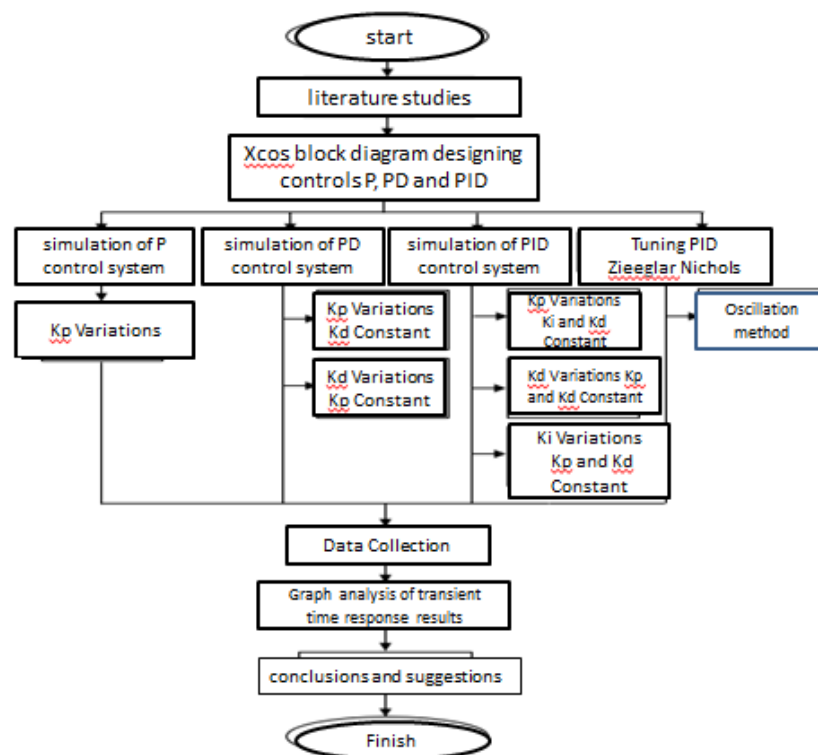 start
literature studies
Xcos block diagram designing
controls P, PD and PID
simulation of P
control system
simulation of PD
control system
simulation of PID
control system
Tuning PID
Zieeglar Nichols
Kp Variations
Kp Variations
Kd Constant
Kd Variations
Kp Constant
Kp Variations
Ki and Kd
Constant
Kd Variations Kp
and Kd Constant
Ki Variations
Kp and Kd
Constant
Oscillation
method
Data Collection
Graph analysis of transient
time response results
conclusions and suggestions
Finish